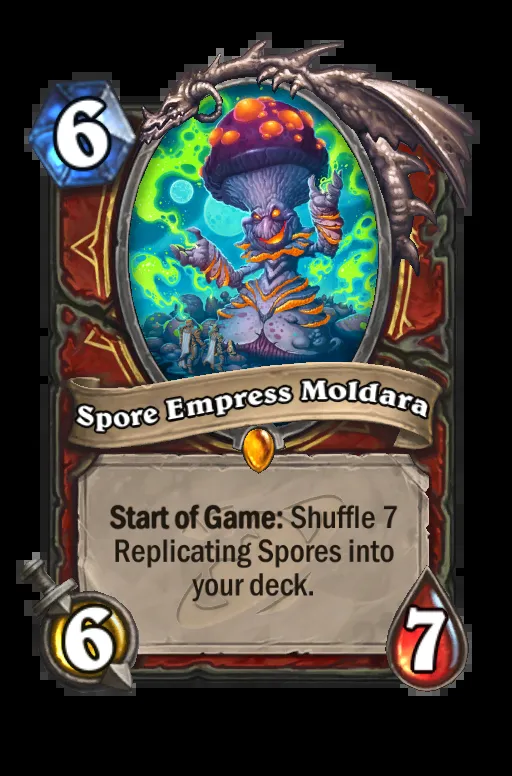 6
Spore Empress Moldara
Start of Game: Shuffle 7
Replicating Spores into
your deck.
6
7